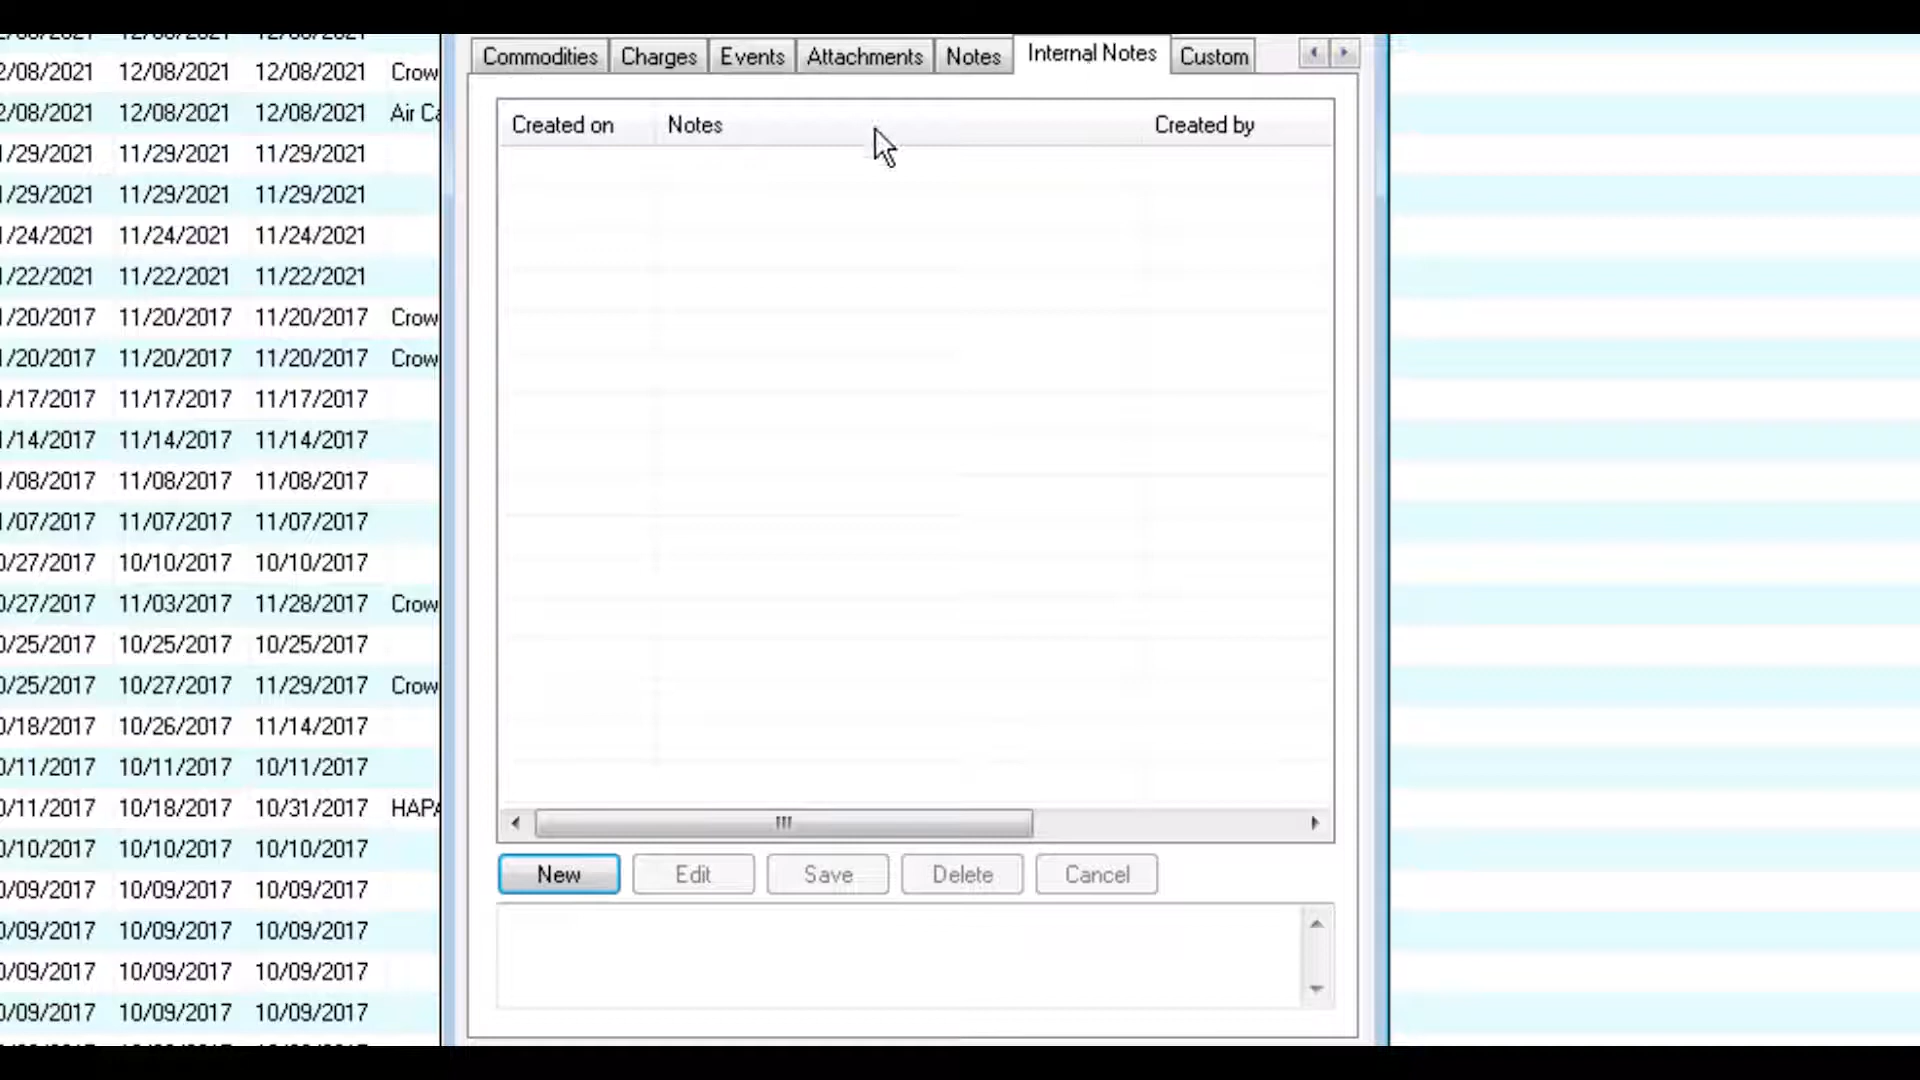 Commodities Charges Events Attachments Notes Internal Notes Custom
Created on Notes Created by
New Edit Save Delete Cancel
2/08/2021 12/08/2021 12/08/2021 Crow
2/08/2021 12/08/2021 12/08/2021 Air Ca
1/29/2021 11/29/2021 11/29/2021
1/29/2021 11/29/2021 11/29/2021
1/24/2021 11/24/2021 11/24/2021
1/22/2021 11/22/2021 11/22/2021
1/20/2017 11/20/2017 11/20/2017 Crow
1/20/2017 11/20/2017 11/20/2017 Crow
1/17/2017 11/17/2017 11/17/2017
1/14/2017 11/14/2017 11/14/2017
1/08/2017 11/08/2017 11/08/2017
1/07/2017 11/07/2017 11/07/2017
0/27/2017 10/10/2017 10/10/2017
0/27/2017 11/03/2017 11/28/2017 Crow
0/25/2017 10/25/2017 10/25/2017
0/25/2017 10/27/2017 11/29/2017 Crow
0/18/2017 10/26/2017 11/14/2017
0/11/2017 10/11/2017 10/11/2017
0/11/2017 10/18/2017 10/31/2017 HAPA
0/10/2017 10/10/2017 10/10/2017
0/09/2017 10/09/2017 10/09/2017
0/09/2017 10/09/2017 10/09/2017
0/09/2017 10/09/2017 10/09/2017
0/09/2017 10/09/2017 10/09/2017